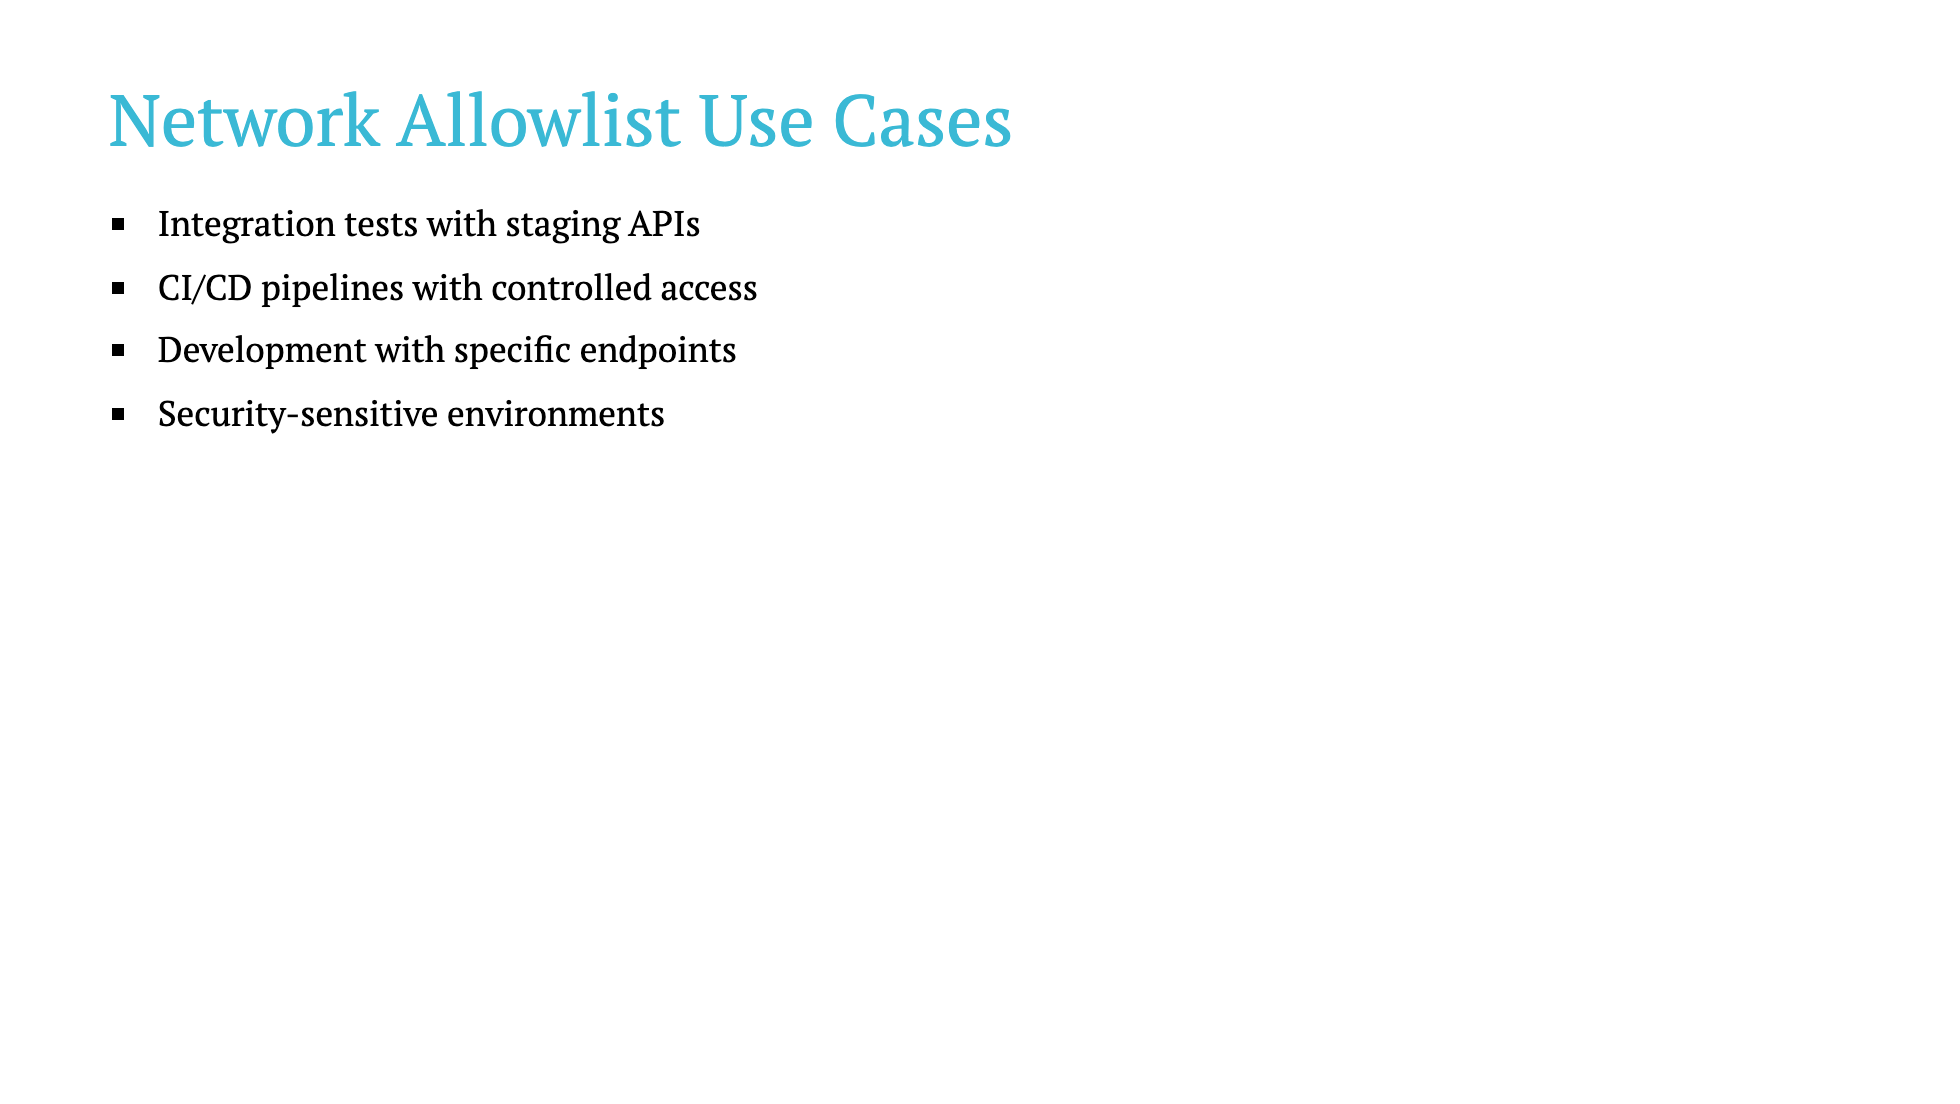 Network Allowlist Use Cases
▪ Integration tests with staging APIs
▪ CI/CD pipelines with controlled access
▪ Development with specific endpoints
▪ Security-sensitive environments